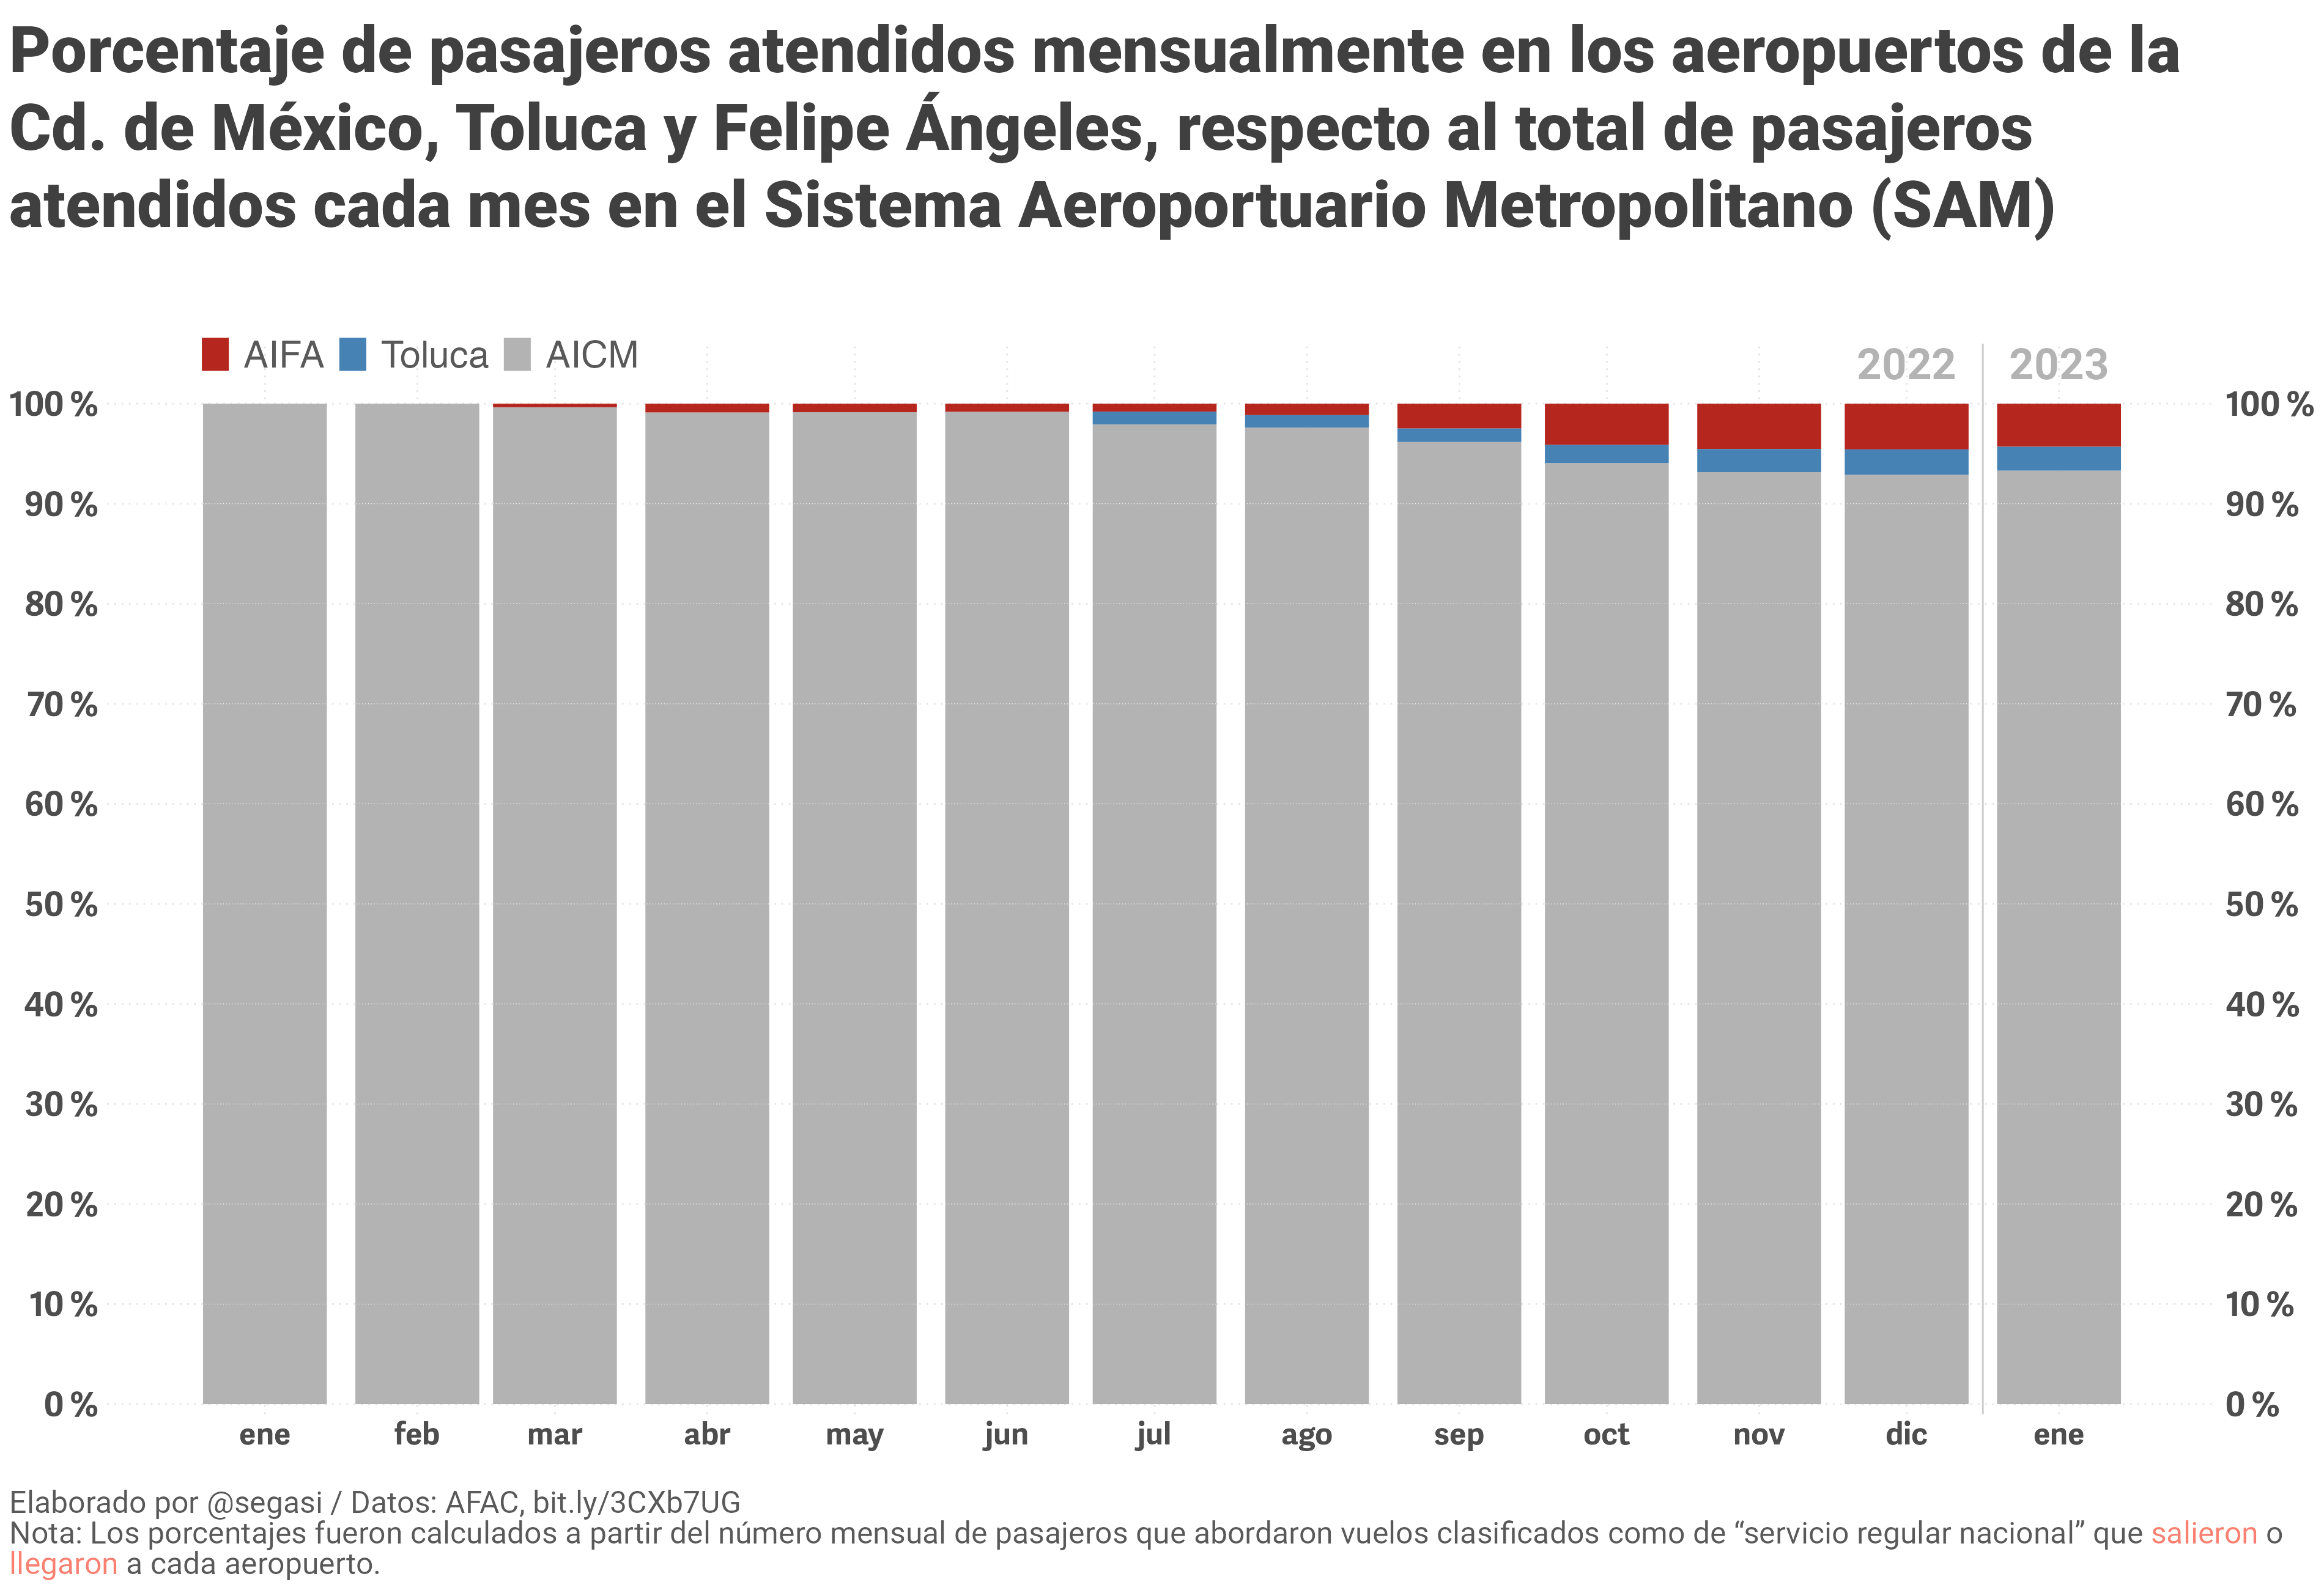 Porcentaje de pasajeros atendidos mensualmente en los aeropuertos de la
Cd. de México, Toluca y Felipe Ángeles, respecto al total de pasajeros
atendidos cada mes en el Sistema Aeroportuario Metropolitano (SAM)
AIFA Toluca AICM
2022 2023
100 % 100 %
90 % 90 %
80 % 80 %
70 % 70 %
60 % 60 %
50 % 50 %
40 % 40 %
30 % 30 %
20 % 20 %
10 % 10 %
0 % 0 %
ene feb mar abr may jun jul ago sep oct nov dic ene
Elaborado por @segasi / Datos: AFAC, bit.ly/3CXb7UG
Nota: Los porcentajes fueron calculados a partir del número mensual de pasajeros que abordaron vuelos clasificados como de “servicio regular nacional” que salieron o
llegaron a cada aeropuerto.